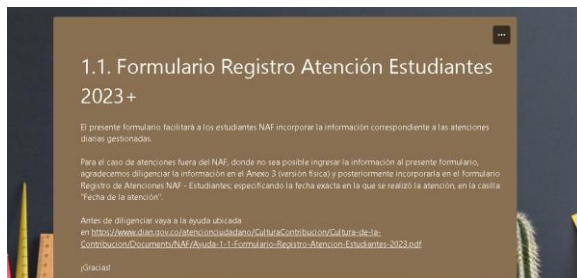 1.1. Formulario Registro Atención Estudiantes
2023+
El presente formulario facilitará a los estudiantes NAF incorporar la información correspondiente a las atenciones
diarias gestionadas.
Para el caso de atenciones fuera del NAF, donde no sea posible ingresar la información al presente formulario,
agradecemos diligenciar la información en el Anexo 3 (versión física) y posteriormente incorporarla en el formulario
Registro de Atenciones NAF - Estudiantes; especificando la fecha exacta en la que se realizó la atención, en la casilla
"Fecha de la atención".
Antes de diligenciar vaya a la ayuda ubicada
en https://www.dian.gov.co/atencionciudadano/CulturaContribucion/Cultura-de-la-
Contribucion/Documents/NAF/Ayuda-1-1-Formulario-Registro-Atencion-Estudiantes-2023.pdf
¡Gracias!